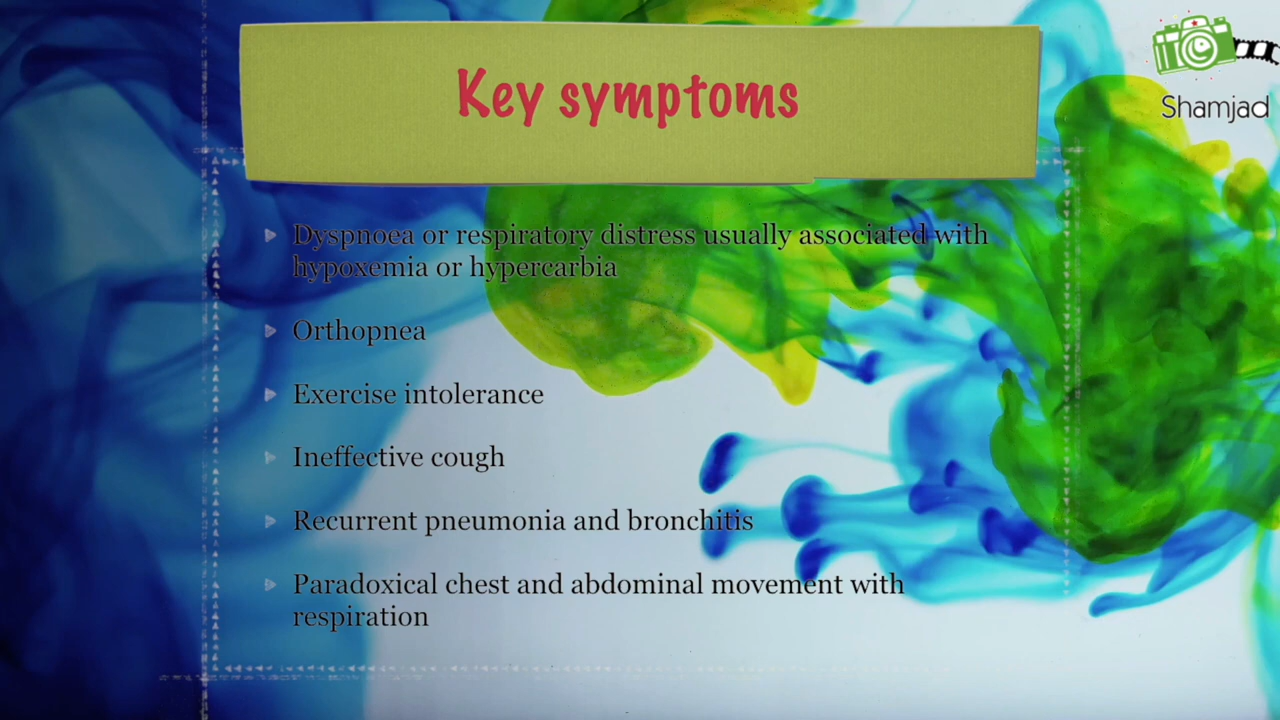 Key symptoms
Shamjad
Dyspnoea or respiratory distress usually associated with
hypoxemia or hypercarbia
Orthopnea
Exercise intolerance
Ineffective cough
Recurrent pneumonia and bronchitis
Paradoxical chest and abdominal movement with
respiration